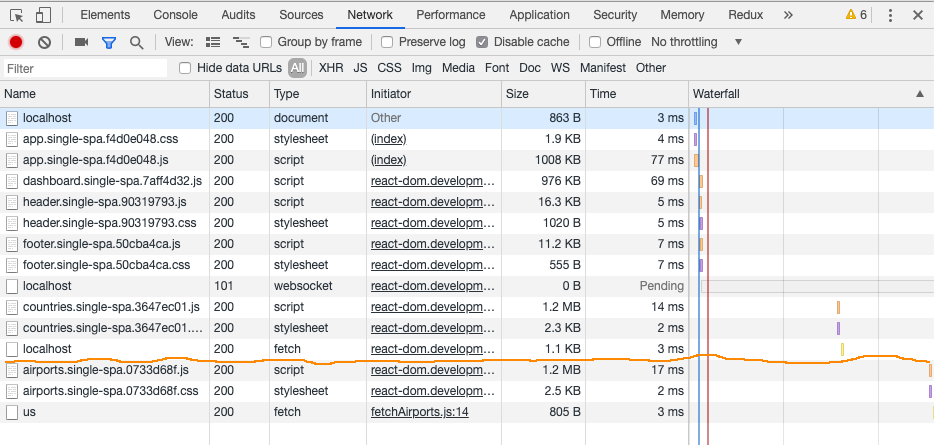 Elements Console Audits Sources Network Performance Application Security Memory Redux » 6
View: Group by frame Preserve log Disable cache Offline No throttling
Filter Hide data URLs All XHR JS CSS Img Media Font Doc WS Manifest Other
Name Status Type Initiator Size Time Waterfall
localhost 200 document Other 863 B 3 ms
app.single-spa.f4d0e048.css 200 stylesheet (index) 1.9 KB 4 ms
app.single-spa.f4d0e048.js 200 script (index) 1008 KB 77 ms
dashboard.single-spa.7aff4d32.js 200 script react-dom.developm... 976 KB 69 ms
header.single-spa.90319793.js 200 script react-dom.developm... 16.3 KB 5 ms
header.single-spa.90319793.css 200 stylesheet react-dom.developm... 1020 B 5 ms
footer.single-spa.50cba4ca.js 200 script react-dom.developm... 11.2 KB 7 ms
footer.single-spa.50cba4ca.css 200 stylesheet react-dom.developm... 555 B 7 ms
localhost 101 websocket react-dom.developm... 0 B Pending
countries.single-spa.3647ec01.js 200 script react-dom.developm... 1.2 MB 14 ms
countries.single-spa.3647ec01.... 200 stylesheet react-dom.developm... 2.3 KB 2 ms
localhost 200 fetch react-dom.developm... 1.1 KB 3 ms
airports.single-spa.0733d68f.js 200 script react-dom.developm... 1.2 MB 17 ms
airports.single-spa.0733d68f.css 200 stylesheet react-dom.developm... 2.5 KB 2 ms
us 200 fetch fetchAirports.js:14 805 B 3 ms